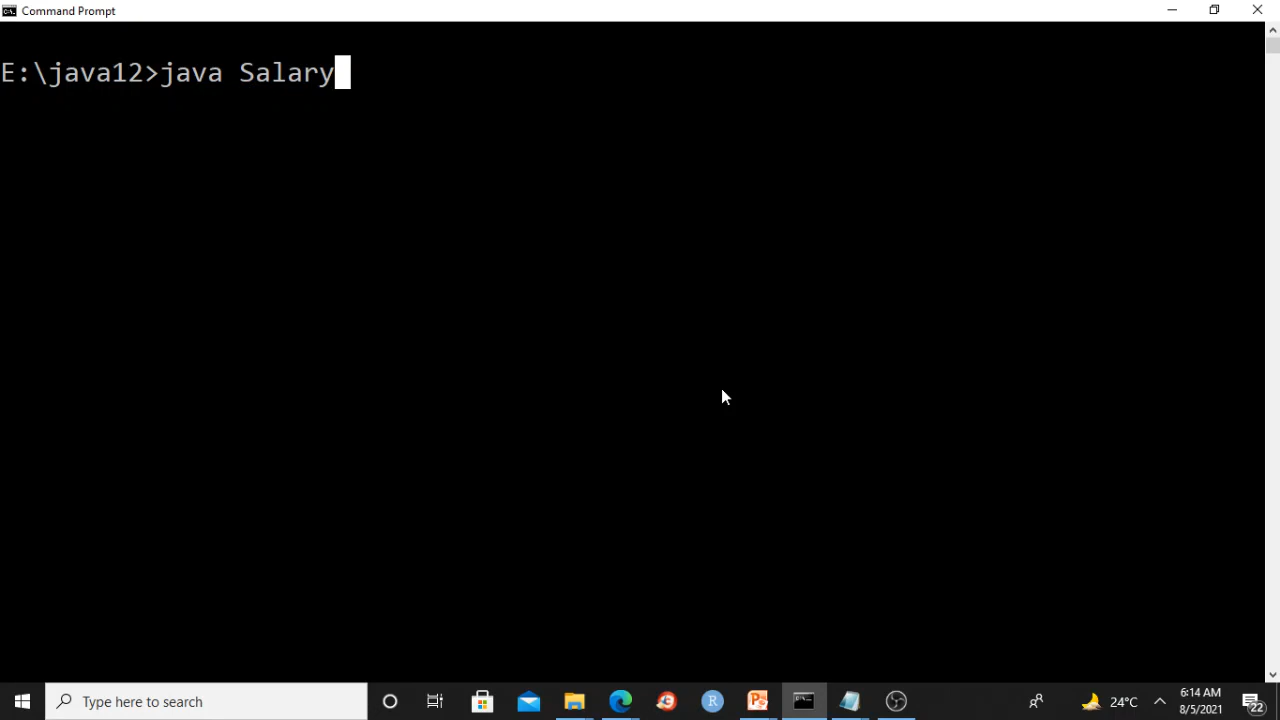 Command Prompt
E:\java12>java Salary
Type here to search
24°C
6:14 AM
8/5/2021
22